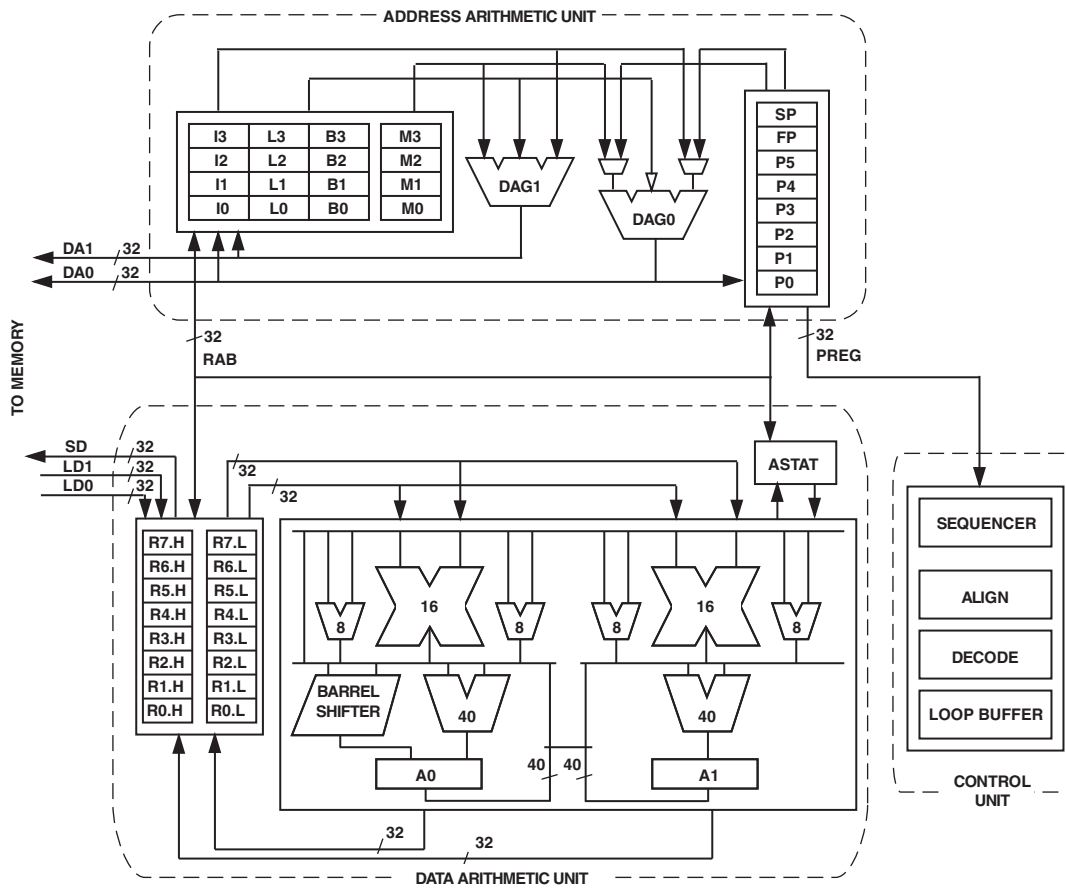 ADDRESS ARITHMETIC UNIT
SP
FP
P5
P4
P3
P2
P1
P0
I3 L3 B3 M3
I2 L2 B2 M2
I1 L1 B1 M1
I0 L0 B0 M0
DAG1
DAG0
DA1 32
DA0 32
32
RAB
32
PREG
TO MEMORY
SD 32
LD1 32
LD0 32
32
32
ASTAT
R7.H R7.L
R6.H R6.L
R5.H R5.L
R4.H R4.L
R3.H R3.L
R2.H R2.L
R1.H R1.L
R0.H R0.L
8 16 8 8 16 8
BARREL
SHIFTER
40 40
A0 40 40 A1
32
32
DATA ARITHMETIC UNIT
SEQUENCER
ALIGN
DECODE
LOOP BUFFER
CONTROL
UNIT